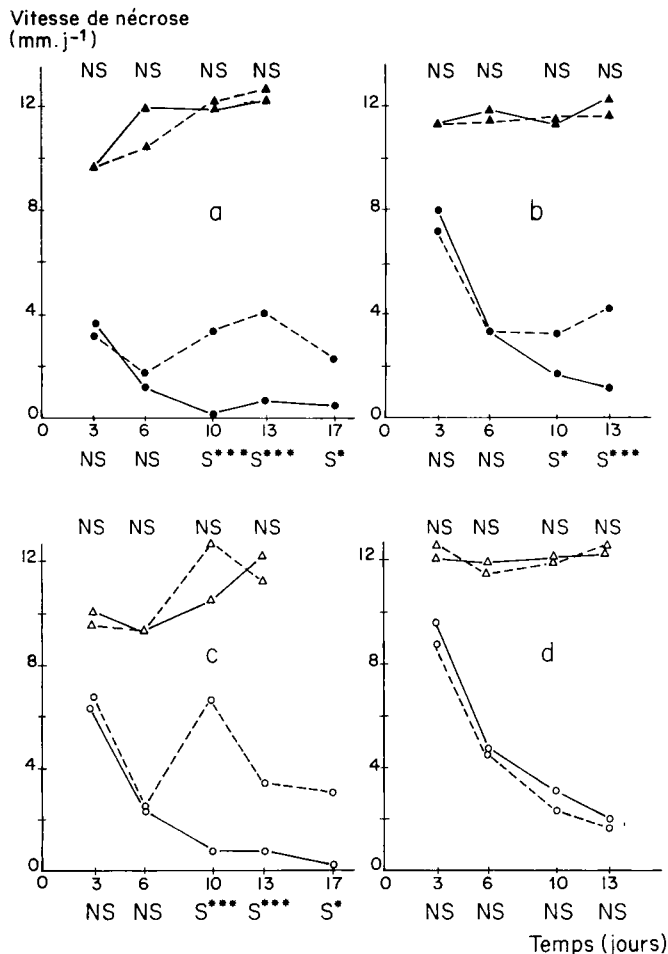 Vitesse de nécrose
(mm. j⁻¹)
NS NS NS NS
12
8
4
0
a
0 3 6 10 13 17
NS NS S*** S*** S*
NS NS NS NS
12
8
4
0
b
0 3 6 10 13
NS NS S* S***
NS NS NS NS
12
8
4
0
c
0 3 6 10 13 17
NS NS S*** S*** S*
NS NS NS NS
12
8
4
0
d
0 3 6 10 13
NS NS NS NS
Temps (jours)